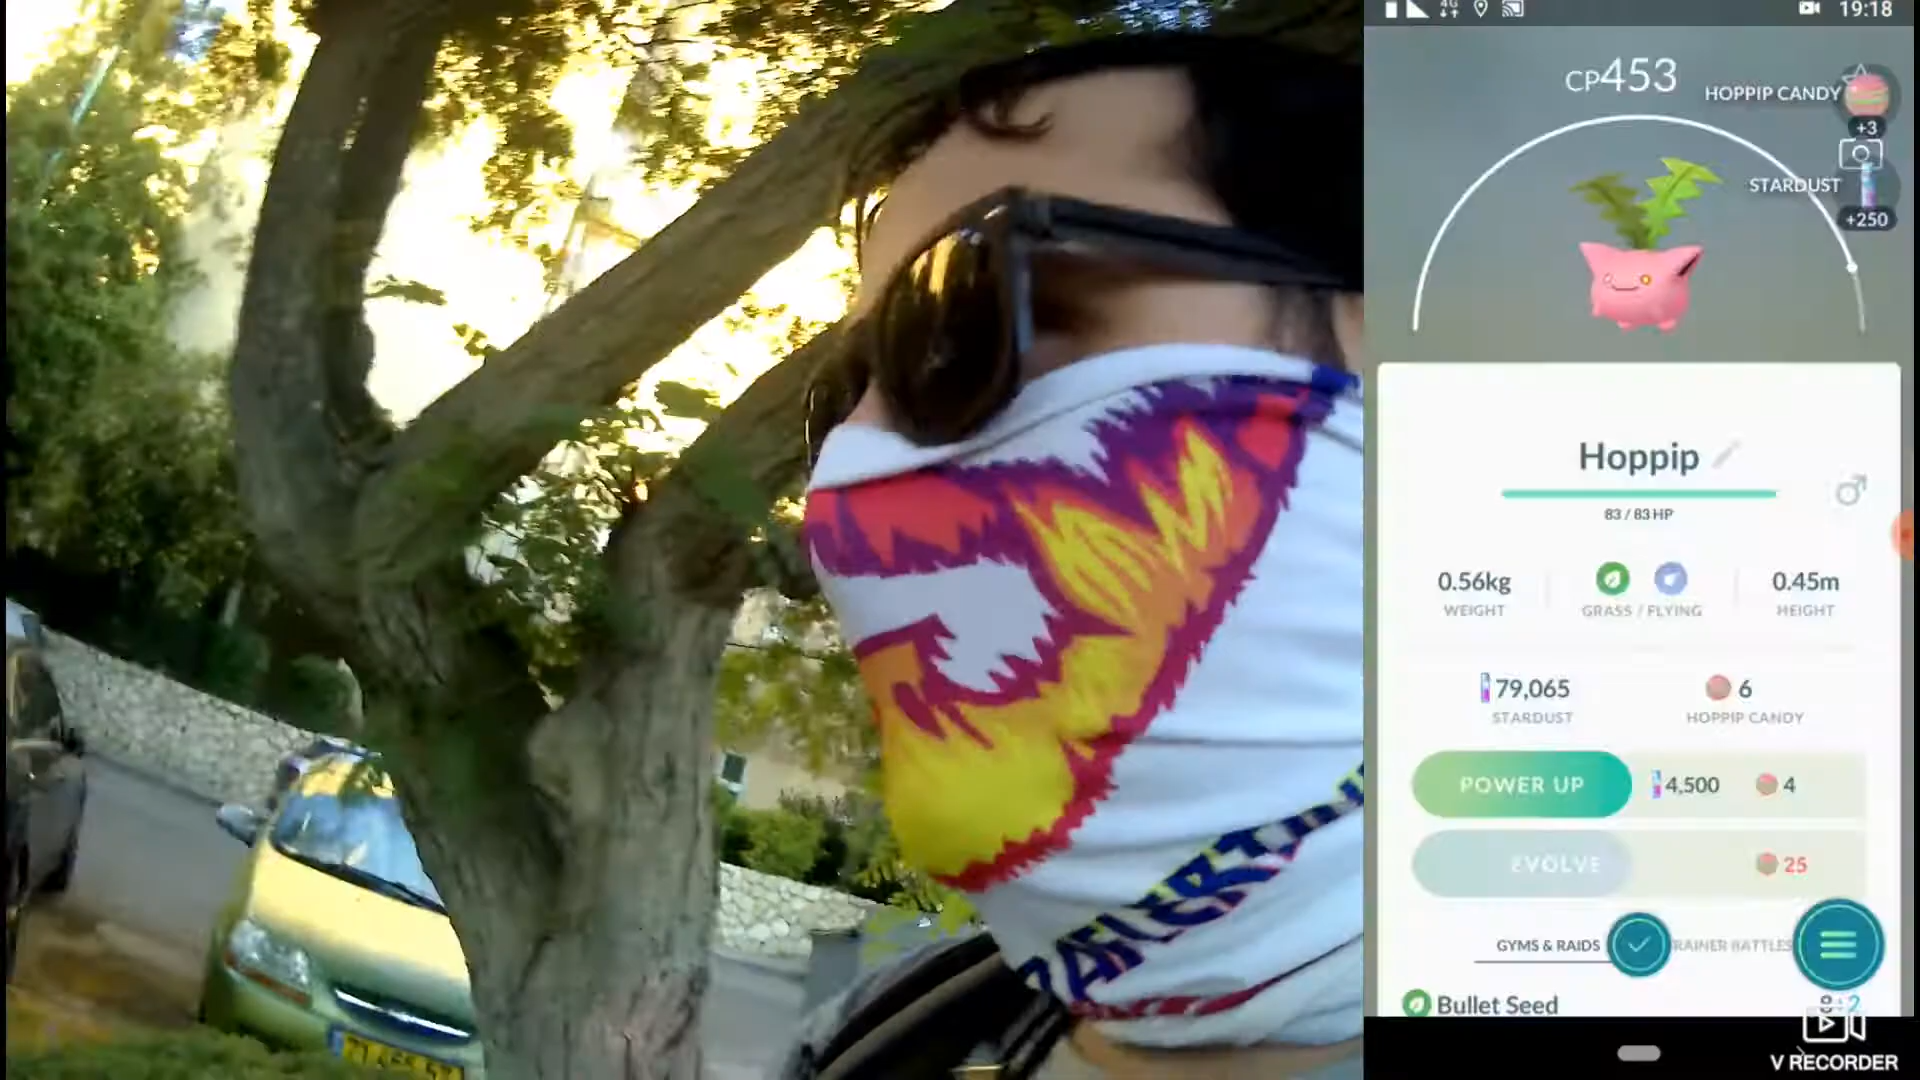 4G
19:18
CP453
HOPPIP CANDY
+3
STARDUST
+250
Hoppip
83 / 83 HP
0.56kg
WEIGHT
GRASS / FLYING
0.45m
HEIGHT
79,065
STARDUST
6
HOPPIP CANDY
POWER UP
4,500
4
EVOLVE
25
GYMS & RAIDS
TRAINER BATTLES
Bullet Seed
V RECORDER